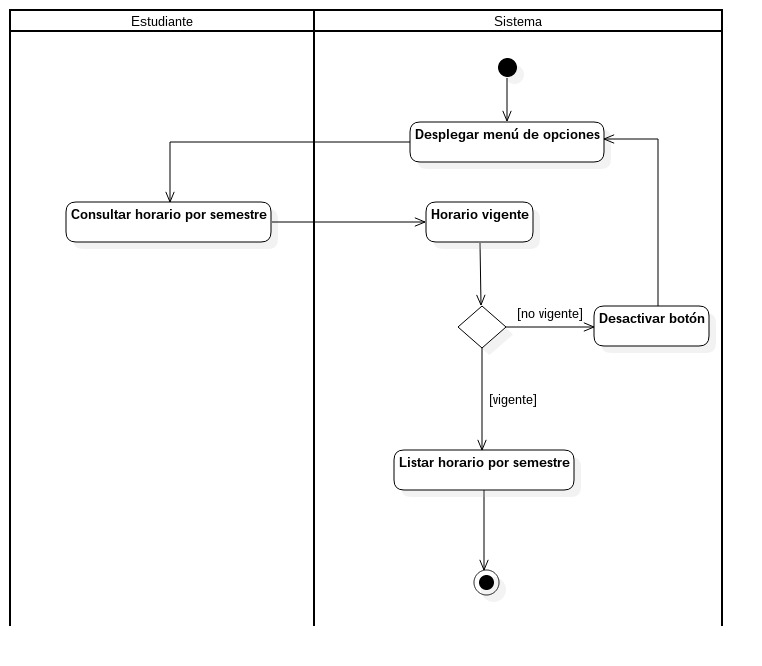 Estudiante
Sistema
Desplegar menú de opciones
Consultar horario por semestre
Horario vigente
[no vigente]
Desactivar botón
[vigente]
Listar horario por semestre